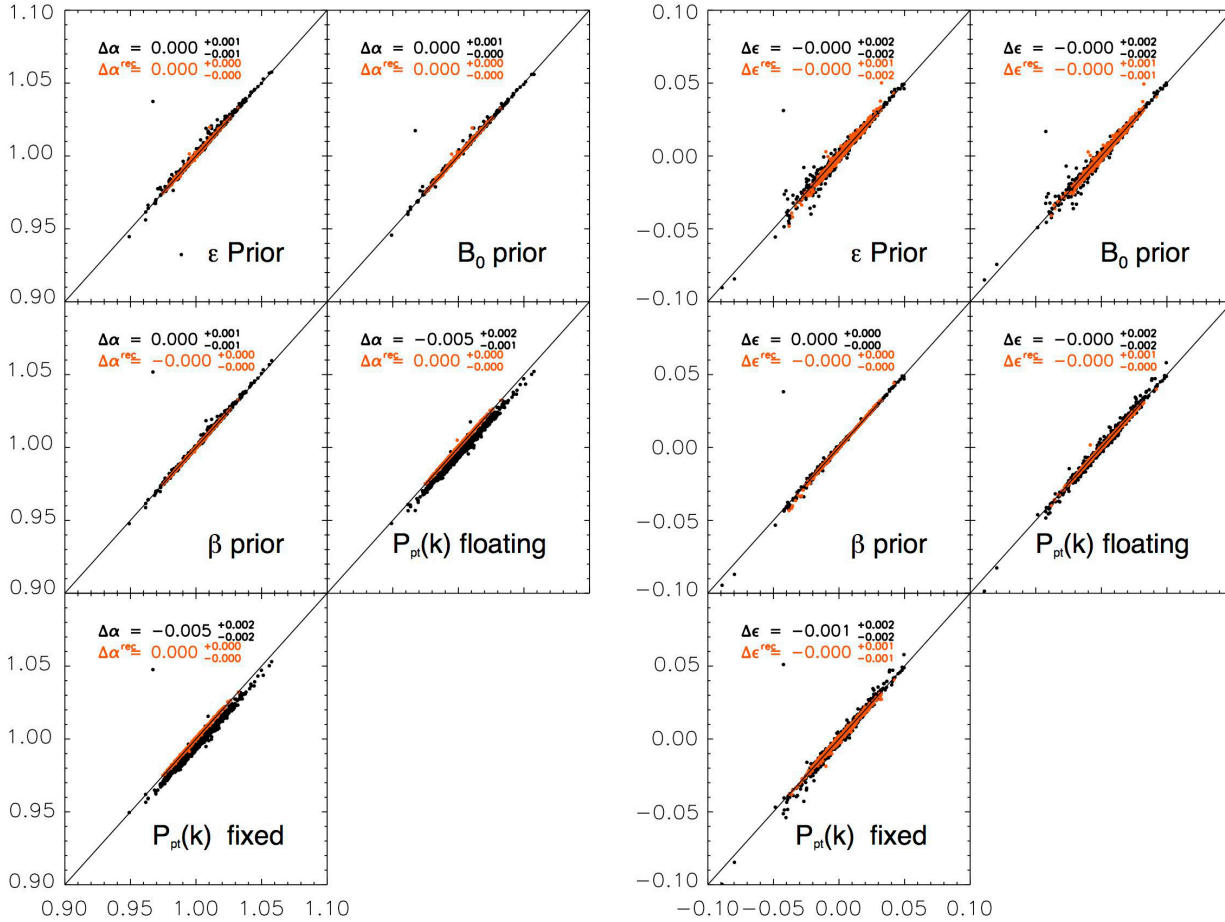 1.10
Δα = 0.000 +0.001 -0.001
Δα^rec = 0.000 +0.000 -0.000
Δα = 0.000 +0.001 -0.000
Δα^rec = 0.000 +0.000 -0.000
1.05
1.00
0.95
0.90
ε Prior
B₀ prior
Δα = 0.000 +0.001 -0.001
Δα^rec = -0.000 +0.000 -0.000
Δα = -0.005 +0.002 -0.001
Δα^rec = 0.000 +0.000 -0.000
1.05
1.00
0.95
0.90
β prior
P_pt(k) floating
Δα = -0.005 +0.002 -0.002
Δα^rec = 0.000 +0.000 -0.000
1.05
1.00
0.95
0.90
P_pt(k) fixed
0.90 0.95 1.00 1.05 1.10
0.10
Δε = -0.000 +0.002 -0.002
Δε^rec = -0.000 +0.001 -0.002
Δε = -0.000 +0.002 -0.002
Δε^rec = -0.000 +0.001 -0.001
0.05
0.00
-0.05
-0.10
ε Prior
B₀ prior
Δε = 0.000 +0.000 -0.000
Δε^rec = -0.000 +0.000 -0.000
Δε = -0.000 +0.002 -0.002
Δε^rec = -0.000 +0.001 -0.000
0.05
0.00
-0.05
-0.10
β prior
P_pt(k) floating
Δε = -0.001 +0.002 -0.002
Δε^rec = -0.000 +0.001 -0.001
0.05
0.00
-0.05
-0.10
P_pt(k) fixed
-0.10 -0.05 0.00 0.05 0.10